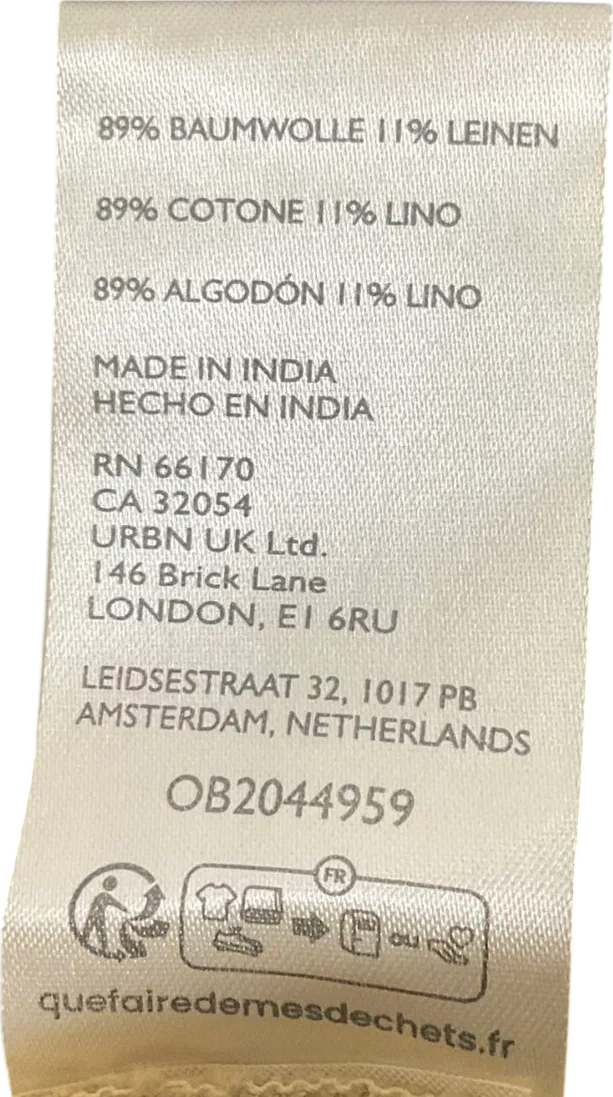 89% BAUMWOLLE 11% LEINEN
89% COTONE 11% LINO
89% ALGODÓN 11% LINO
MADE IN INDIA
HECHO EN INDIA
RN 66170
CA 32054
URBN UK Ltd.
146 Brick Lane
LONDON, E1 6RU
LEIDSESTRAAT 32, 1017 PB
AMSTERDAM, NETHERLANDS
OB2044959
FR
OU
quefairedemesdechets.fr